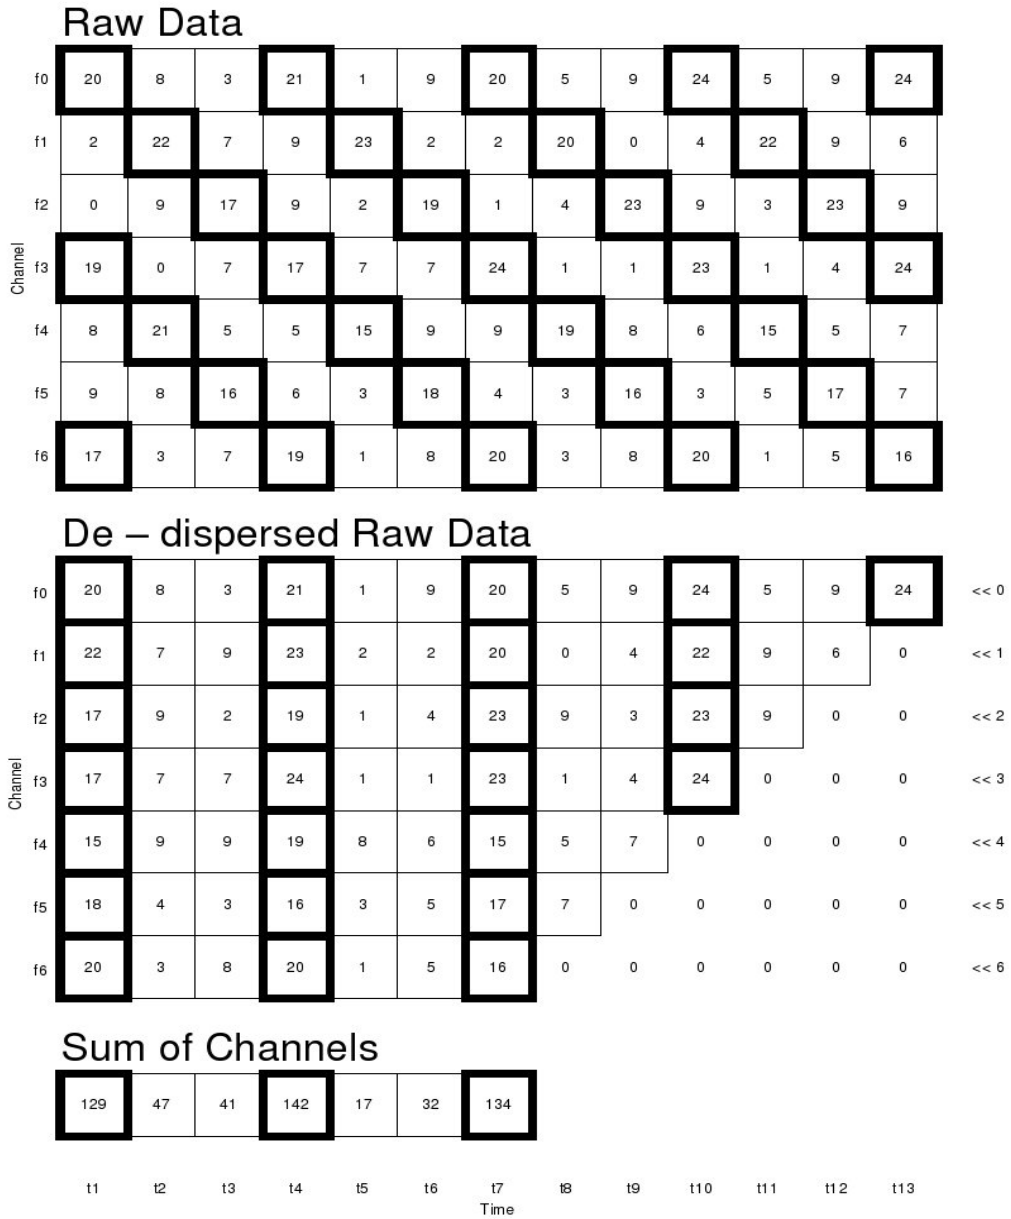 Raw Data
f0 20 8 3 21 1 9 20 5 9 24 5 9 24
f1 2 22 7 9 23 2 2 20 0 4 22 9 6
f2 0 9 17 9 2 19 1 4 23 9 3 23 9
f3 19 0 7 17 7 7 24 1 1 23 1 4 24
f4 8 21 5 5 15 9 9 19 8 6 15 5 7
f5 9 8 16 6 3 18 4 3 16 3 5 17 7
f6 17 3 7 19 1 8 20 3 8 20 1 5 16
Channel
De – dispersed Raw Data
f0 20 8 3 21 1 9 20 5 9 24 5 9 24 << 0
f1 22 7 9 23 2 2 20 0 4 22 9 6 0 << 1
f2 17 9 2 19 1 4 23 9 3 23 9 0 0 << 2
f3 17 7 7 24 1 1 23 1 4 24 0 0 0 << 3
f4 15 9 9 19 8 6 15 5 7 0 0 0 0 << 4
f5 18 4 3 16 3 5 17 7 0 0 0 0 0 << 5
f6 20 3 8 20 1 5 16 0 0 0 0 0 0 << 6
Channel
Sum of Channels
129 47 41 142 17 32 134
t1 t2 t3 t4 t5 t6 t7 t8 t9 t10 t11 t12 t13
Time